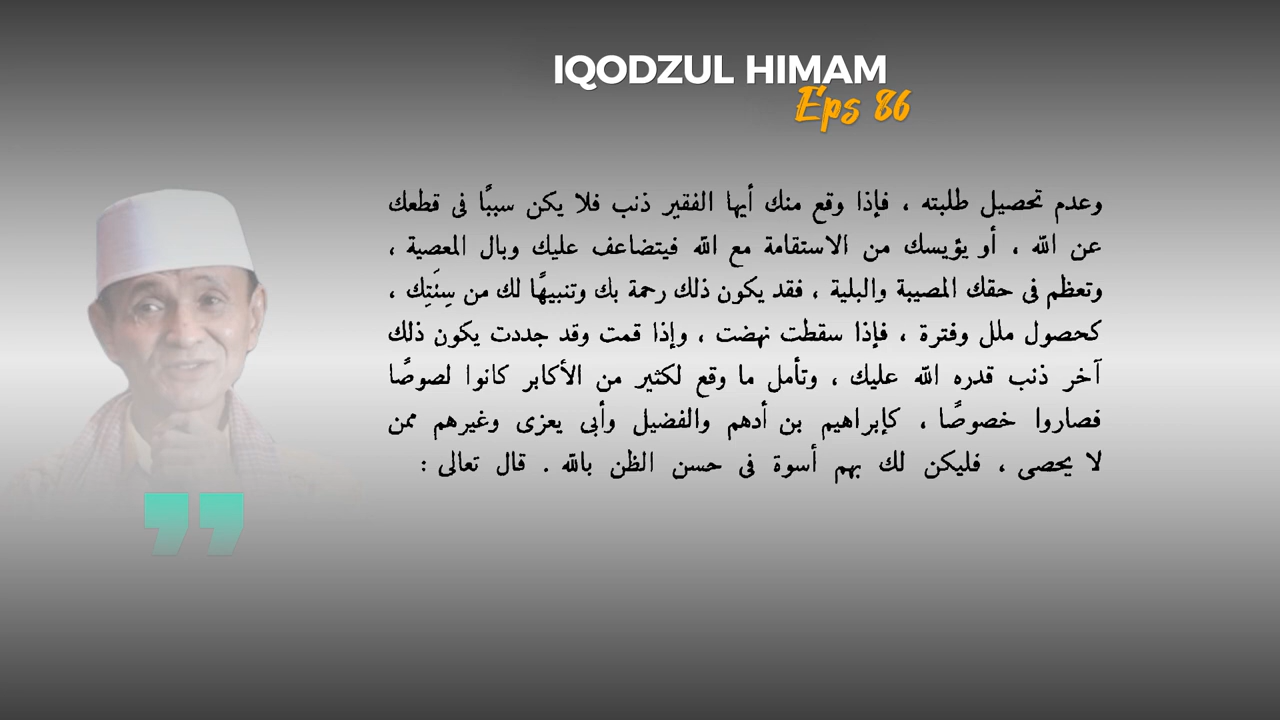 IQODZUL HIMAM
Eps 86
وعدم تحصيل طلبته ، فإذا وقع منك أيها الفقير ذنب فلا يكن سببًا فى قطعك
عن الله ، أو يؤيسك من الاستقامة مع الله فيتضاعف عليك وبال المعصية ،
وتعظم فى حقك المصيبة والبلية ، فقد يكون ذلك رحمة بك وتنبيهًا لك من سِنَتِك ،
كحصول ملل وفترة ، فإذا سقطت نهضت ، وإذا قمت وقد جددت يكون ذلك
آخر ذنب قدره الله عليك ، وتأمل ما وقع لكثير من الأكابر كانوا لصوصًا
فصاروا خصوصًا ، كإبراهيم بن أدهم والفضيل وأبى يعزى وغيرهم ممن
لا يحصى ، فليكن لك بهم أسوة فى حسن الظن بالله . قال تعالى :